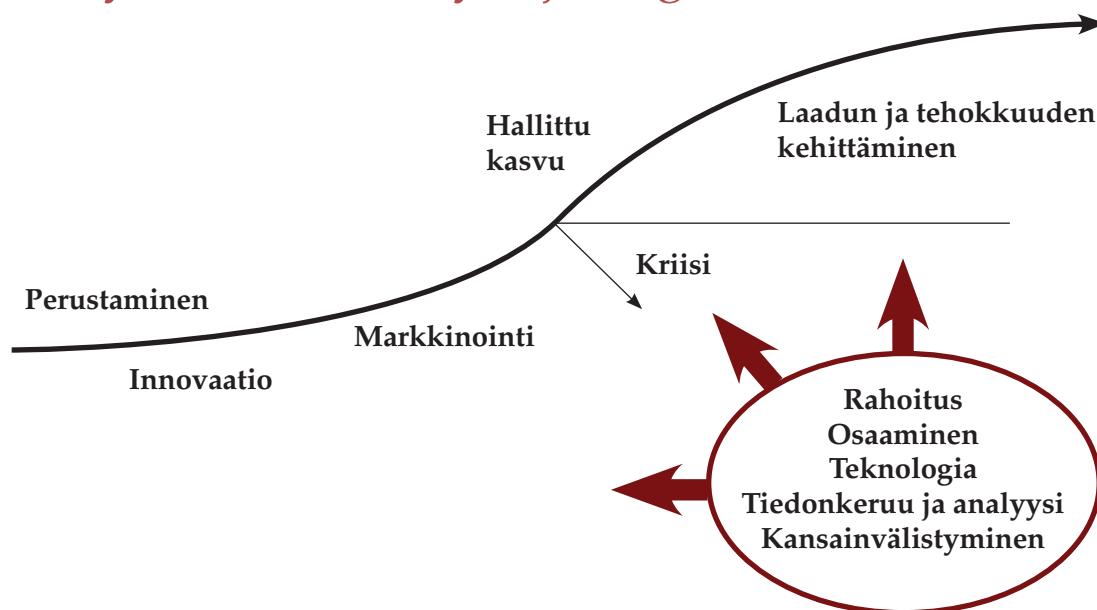 Hallittu
kasvu
Laadun ja tehokkuuden
kehittäminen
Kriisi
Perustaminen
Markkinointi
Innovaatio
Rahoitus
Osaaminen
Teknologia
Tiedonkeruu ja analyysi
Kansainvälistyminen